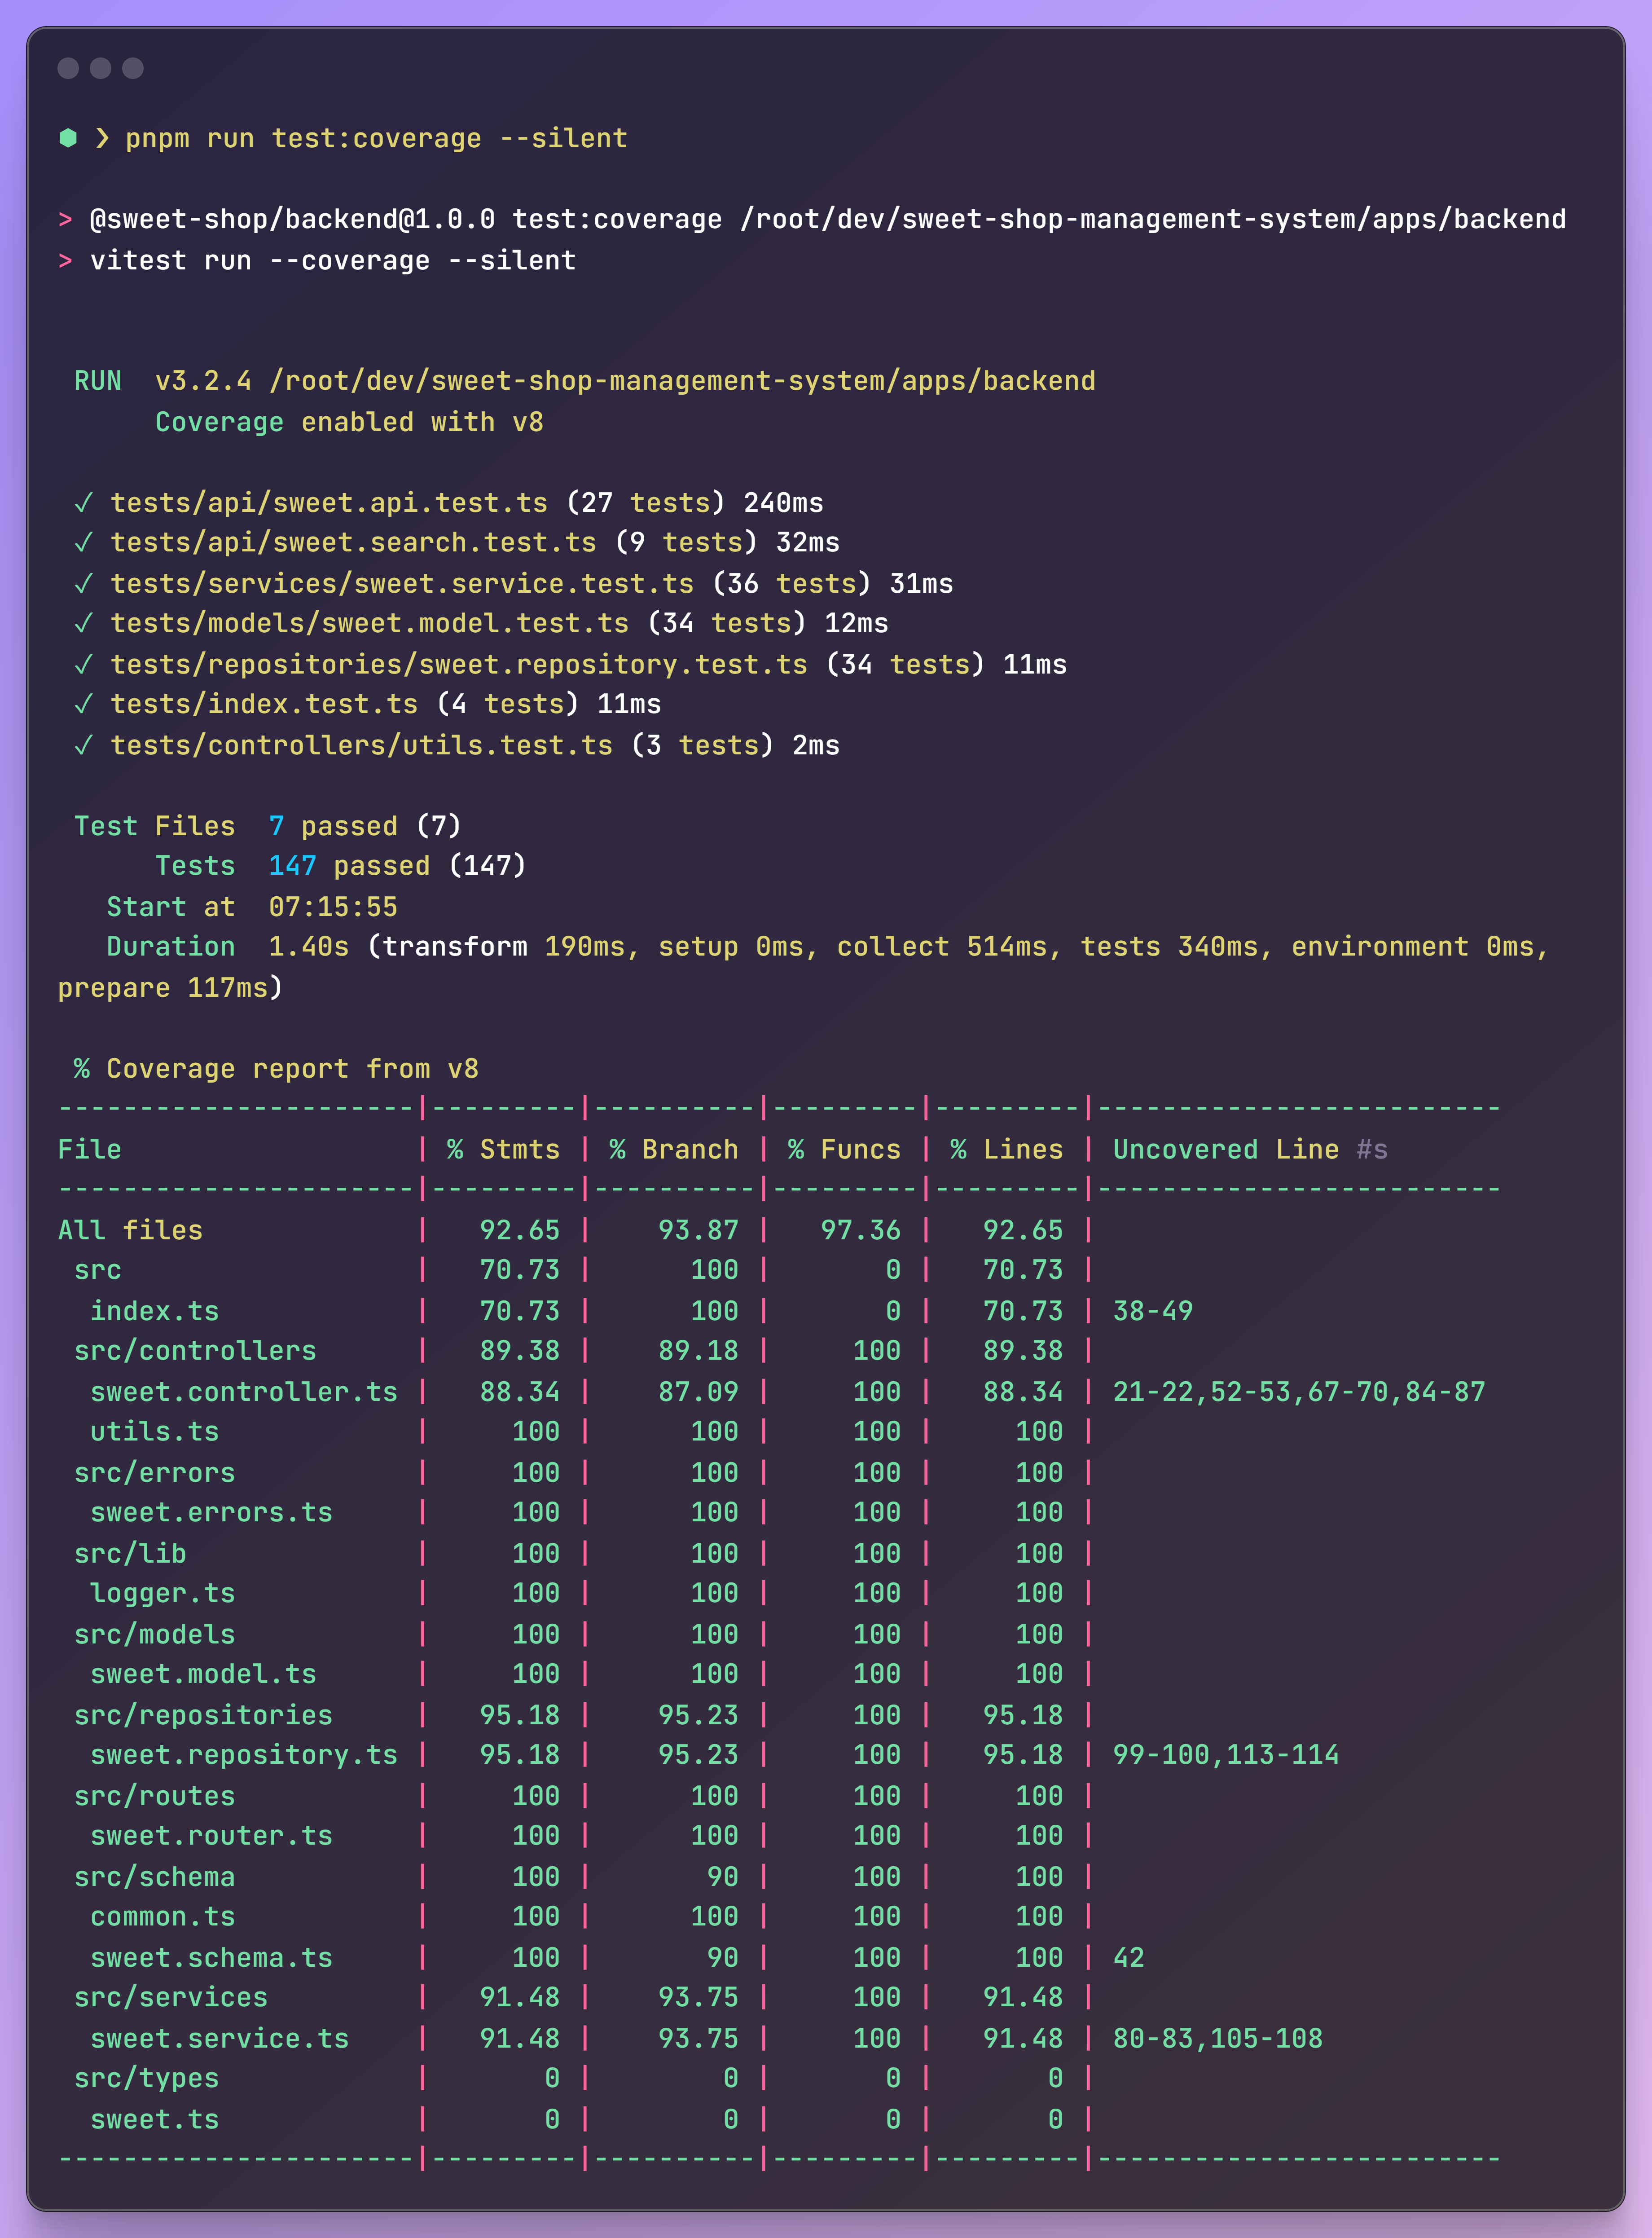 ⬢ ❯ pnpm run test:coverage --silent

> @sweet-shop/backend@1.0.0 test:coverage /root/dev/sweet-shop-management-system/apps/backend
> vitest run --coverage --silent


 RUN  v3.2.4 /root/dev/sweet-shop-management-system/apps/backend
      Coverage enabled with v8

 ✓ tests/api/sweet.api.test.ts (27 tests) 240ms
 ✓ tests/api/sweet.search.test.ts (9 tests) 32ms
 ✓ tests/services/sweet.service.test.ts (36 tests) 31ms
 ✓ tests/models/sweet.model.test.ts (34 tests) 12ms
 ✓ tests/repositories/sweet.repository.test.ts (34 tests) 11ms
 ✓ tests/index.test.ts (4 tests) 11ms
 ✓ tests/controllers/utils.test.ts (3 tests) 2ms

 Test Files  7 passed (7)
      Tests  147 passed (147)
   Start at  07:15:55
   Duration  1.40s (transform 190ms, setup 0ms, collect 514ms, tests 340ms, environment 0ms,
prepare 117ms)

 % Coverage report from v8
----------------------|---------|----------|---------|---------|-------------------------
File                  | % Stmts | % Branch | % Funcs | % Lines | Uncovered Line #s
----------------------|---------|----------|---------|---------|-------------------------
All files             |   92.65 |    93.87 |   97.36 |   92.65 |
 src                  |   70.73 |      100 |       0 |   70.73 |
  index.ts            |   70.73 |      100 |       0 |   70.73 | 38-49
 src/controllers      |   89.38 |    89.18 |     100 |   89.38 |
  sweet.controller.ts |   88.34 |    87.09 |     100 |   88.34 | 21-22,52-53,67-70,84-87
  utils.ts            |     100 |      100 |     100 |     100 |
 src/errors           |     100 |      100 |     100 |     100 |
  sweet.errors.ts     |     100 |      100 |     100 |     100 |
 src/lib              |     100 |      100 |     100 |     100 |
  logger.ts           |     100 |      100 |     100 |     100 |
 src/models           |     100 |      100 |     100 |     100 |
  sweet.model.ts      |     100 |      100 |     100 |     100 |
 src/repositories     |   95.18 |    95.23 |     100 |   95.18 |
  sweet.repository.ts |   95.18 |    95.23 |     100 |   95.18 | 99-100,113-114
 src/routes           |     100 |      100 |     100 |     100 |
  sweet.router.ts     |     100 |      100 |     100 |     100 |
 src/schema           |     100 |       90 |     100 |     100 |
  common.ts           |     100 |      100 |     100 |     100 |
  sweet.schema.ts     |     100 |       90 |     100 |     100 | 42
 src/services         |   91.48 |    93.75 |     100 |   91.48 |
  sweet.service.ts    |   91.48 |    93.75 |     100 |   91.48 | 80-83,105-108
 src/types            |       0 |        0 |       0 |       0 |
  sweet.ts            |       0 |        0 |       0 |       0 |
----------------------|---------|----------|---------|---------|-------------------------